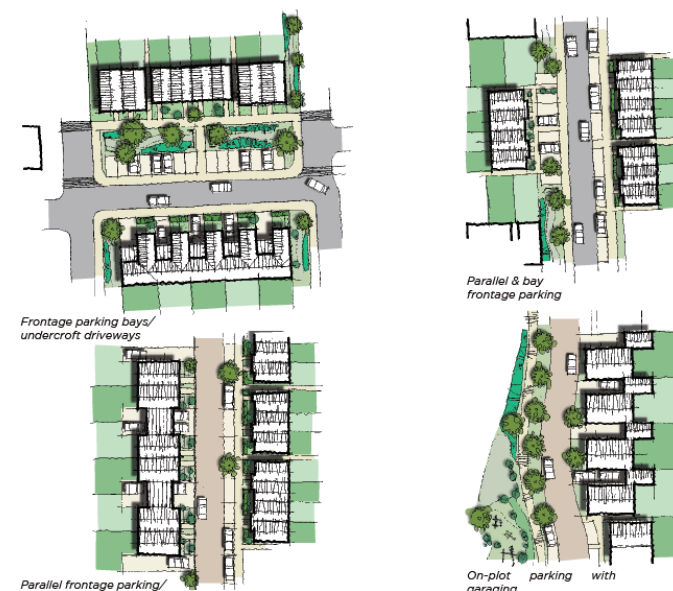 Frontage parking bays/
undercroft driveways
Parallel & bay
frontage parking
Parallel frontage parking/
On-plot parking with
garaging